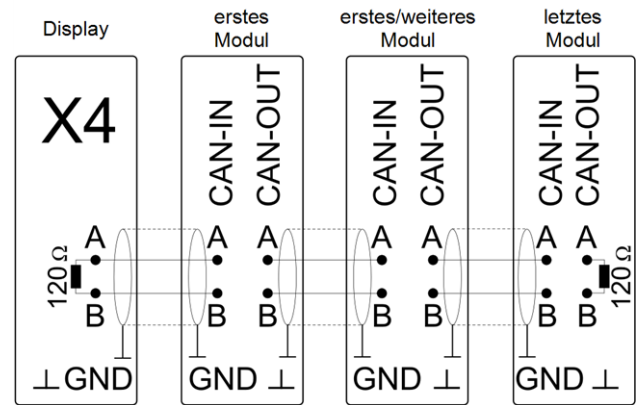 Display
erstes
Modul
erstes/weiteres
Modul
letztes
Modul
X4
120 Ω
A
B
⊥ GND
CAN-IN
CAN-OUT
A
A
B
B
GND ⊥
CAN-IN
CAN-OUT
A
A
B
B
GND ⊥
CAN-IN
CAN-OUT
A
A
B
B
120 Ω
GND ⊥